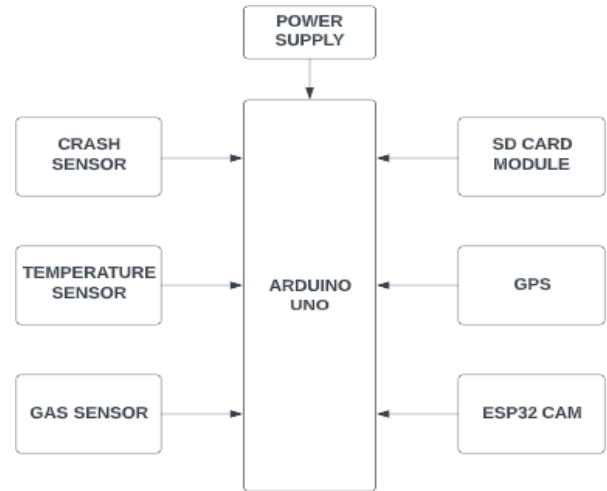 POWER
SUPPLY
CRASH
SENSOR
SD CARD
MODULE
TEMPERATURE
SENSOR
ARDUINO
UNO
GPS
GAS SENSOR
ESP32 CAM